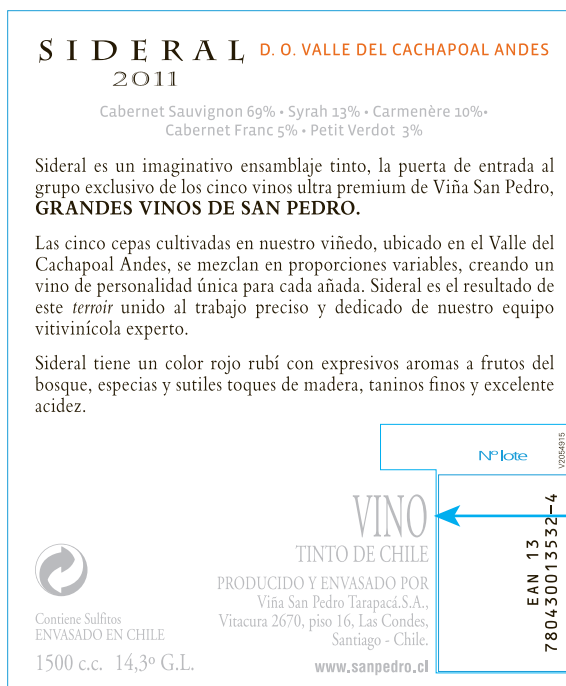 SIDERAL D. O. VALLE DEL CACHAPOAL ANDES
2011
Cabernet Sauvignon 69% • Syrah 13% • Carmenère 10%•
Cabernet Franc 5% • Petit Verdot 3%
Sideral es un imaginativo ensamblaje tinto, la puerta de entrada al
grupo exclusivo de los cinco vinos ultra premium de Viña San Pedro,
GRANDES VINOS DE SAN PEDRO.
Las cinco cepas cultivadas en nuestro viñedo, ubicado en el Valle del
Cachapoal Andes, se mezclan en proporciones variables, creando un
vino de personalidad única para cada añada. Sideral es el resultado de
este terroir unido al trabajo preciso y dedicado de nuestro equipo
vitivinícola experto.
Sideral tiene un color rojo rubí con expresivos aromas a frutos del
bosque, especias y sutiles toques de madera, taninos finos y excelente
acidez.
Nº lote
V2054915
VINO
TINTO DE CHILE
PRODUCIDO Y ENVASADO POR
Viña San Pedro Tarapacá.S.A.,
Vitacura 2670, piso 16, Las Condes,
Santiago - Chile.
www.sanpedro.cl
Contiene Sulfitos
ENVASADO EN CHILE
1500 c.c. 14,3º G.L.
EAN 13
780430013532-4